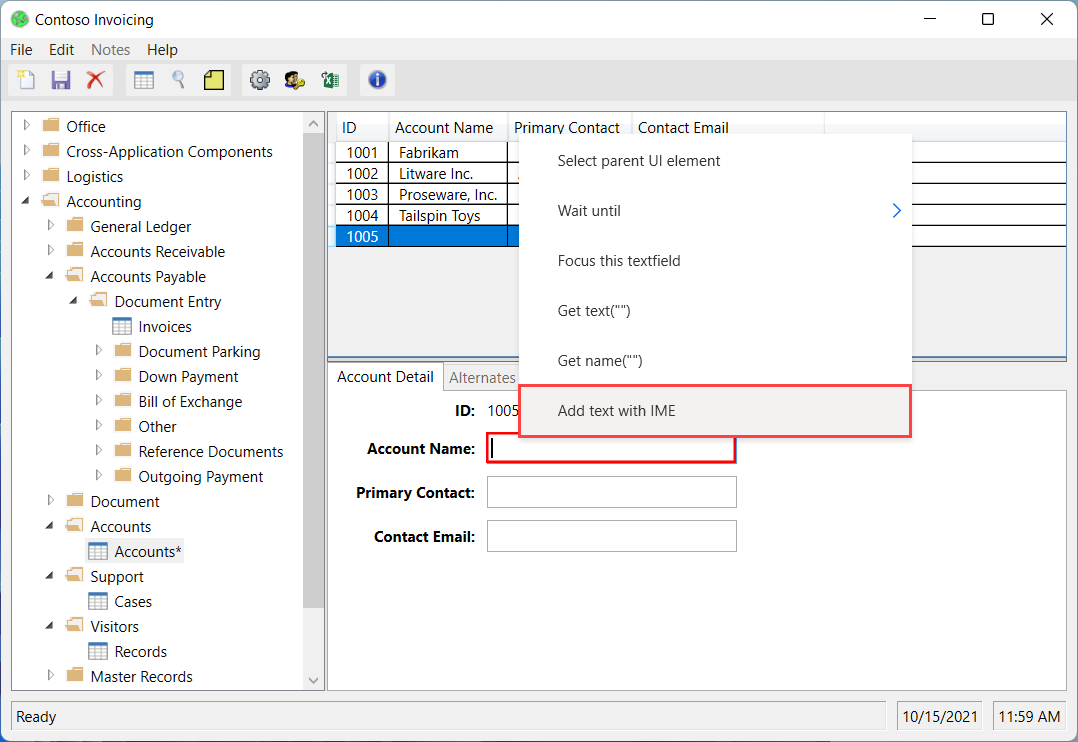 Contoso Invoicing
File Edit Notes Help
Office
Cross-Application Components
Logistics
Accounting
General Ledger
Accounts Receivable
Accounts Payable
Document Entry
Invoices
Document Parking
Down Payment
Bill of Exchange
Other
Reference Documents
Outgoing Payment
Document
Accounts
Accounts*
Support
Cases
Visitors
Records
Master Records
ID Account Name Primary Contact Contact Email
1001 Fabrikam
1002 Litware Inc.
1003 Proseware, Inc.
1004 Tailspin Toys
1005
Select parent UI element
Wait until
Focus this textfield
Get text("")
Get name("")
Add text with IME
Account Detail Alternates
ID: 1005
Account Name:
Primary Contact:
Contact Email:
Ready 10/15/2021 11:59 AM